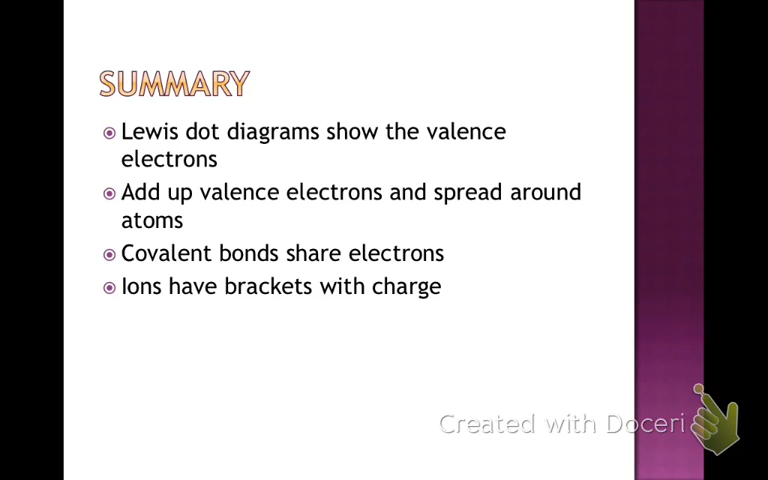 SUMMARY
Lewis dot diagrams show the valence
electrons
Add up valence electrons and spread around
atoms
Covalent bonds share electrons
Ions have brackets with charge
Created with Doceri